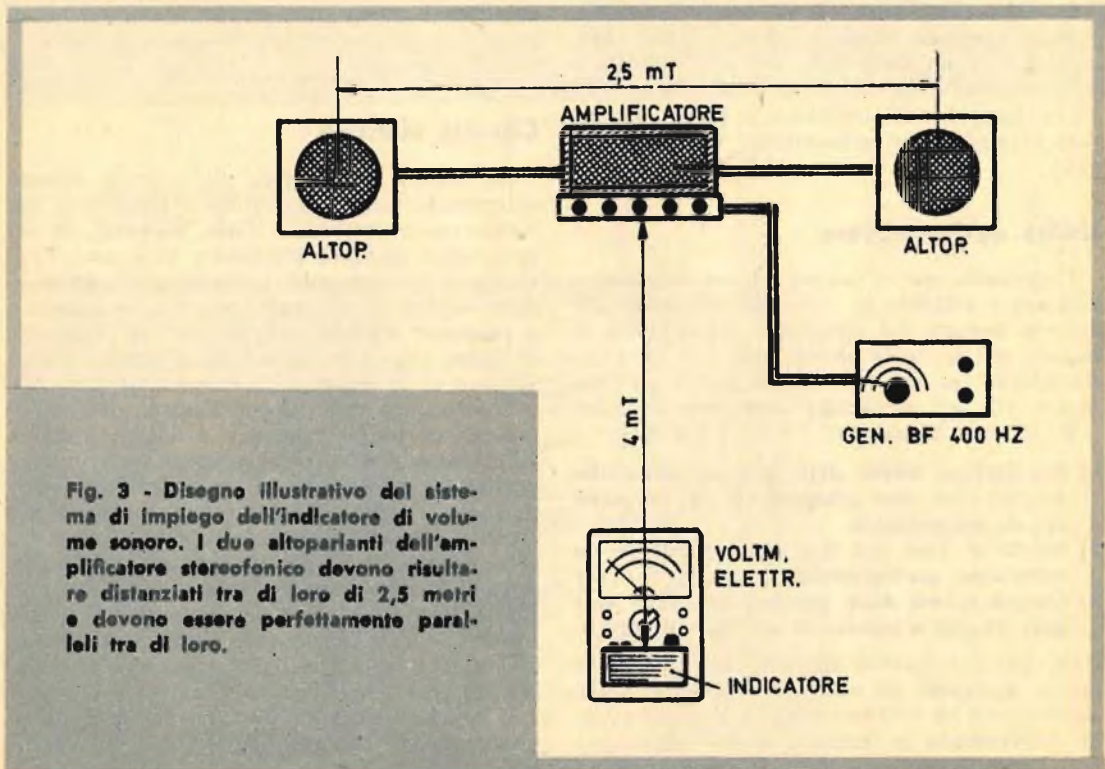 2,5 mT
AMPLIFICATORE
ALTOP.
ALTOP.
4 mT
GEN. BF 400 HZ
VOLTM.
ELETTR.
INDICATORE
Fig. 3 - Disegno illustrativo del siste-
ma di impiego dell'indicatore di volu-
me sonoro. I due altoparlanti dell'am-
plificatore stereofonico devono risulta-
re distanziati tra di loro di 2,5 metri
e devono essere perfettamente paral-
leli tra di loro.